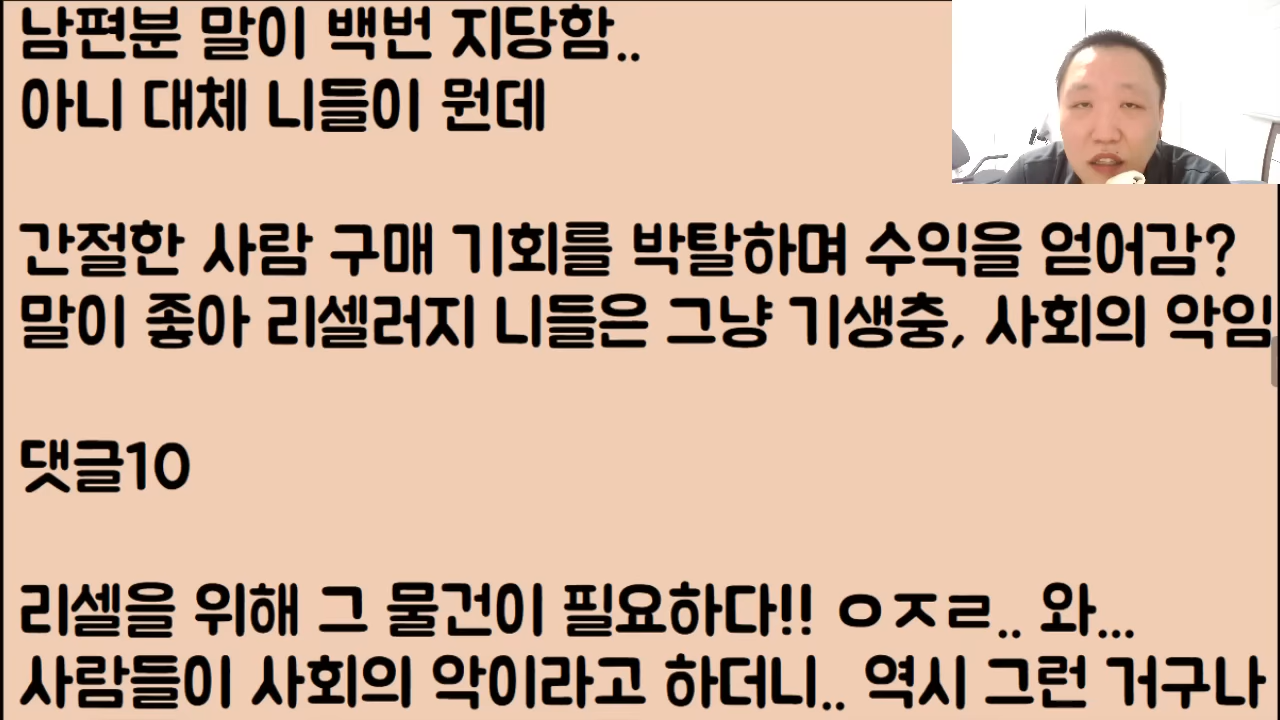 남편분 말이 백번 지당함..
아니 대체 니들이 뭔데
간절한 사람 구매 기회를 박탈하며 수익을 얻어감?
말이 좋아 리셀러지 니들은 그냥 기생충, 사회의 악임
댓글10
리셀을 위해 그 물건이 필요하다!! ㅇㅈㄹ.. 와...
사람들이 사회의 악이라고 하더니.. 역시 그런 거구나